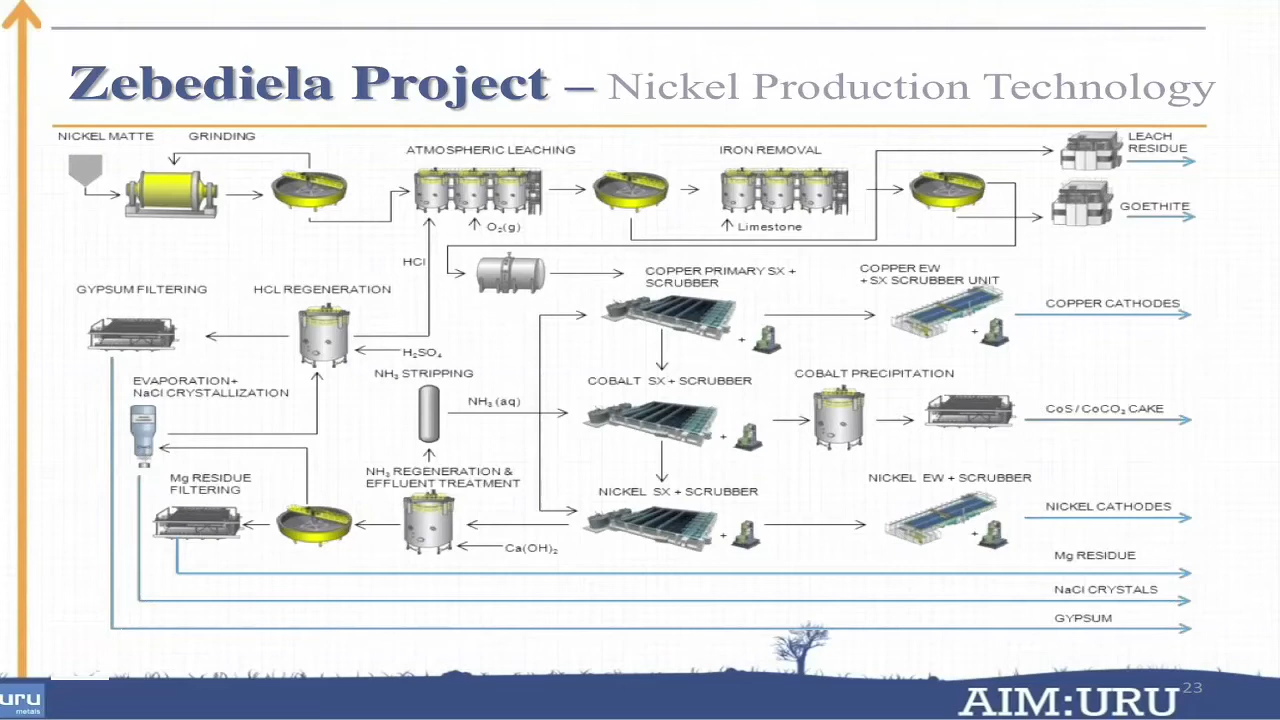 Zebediela Project – Nickel Production Technology
NICKEL MATTE
GRINDING
ATMOSPHERIC LEACHING
IRON REMOVAL
LEACH
RESIDUE
GOETHITE
O₂(g)
Limestone
HCl
GYPSUM FILTERING
HCL REGENERATION
COPPER PRIMARY SX +
SCRUBBER
COPPER EW
+ SX SCRUBBER UNIT
COPPER CATHODES
+
+
H₂SO₄
EVAPORATION+
NaCl CRYSTALLIZATION
NH₃ STRIPPING
NH₃ (aq)
COBALT SX + SCRUBBER
COBALT PRECIPITATION
CoS / CoCO₃ CAKE
+
Mg RESIDUE
FILTERING
NH₃ REGENERATION &
EFFLUENT TREATMENT
NICKEL SX + SCRUBBER
NICKEL EW + SCRUBBER
NICKEL CATHODES
+
+
Ca(OH)₂
Mg RESIDUE
NaCl CRYSTALS
GYPSUM
uru
metals
AIM:URU
23